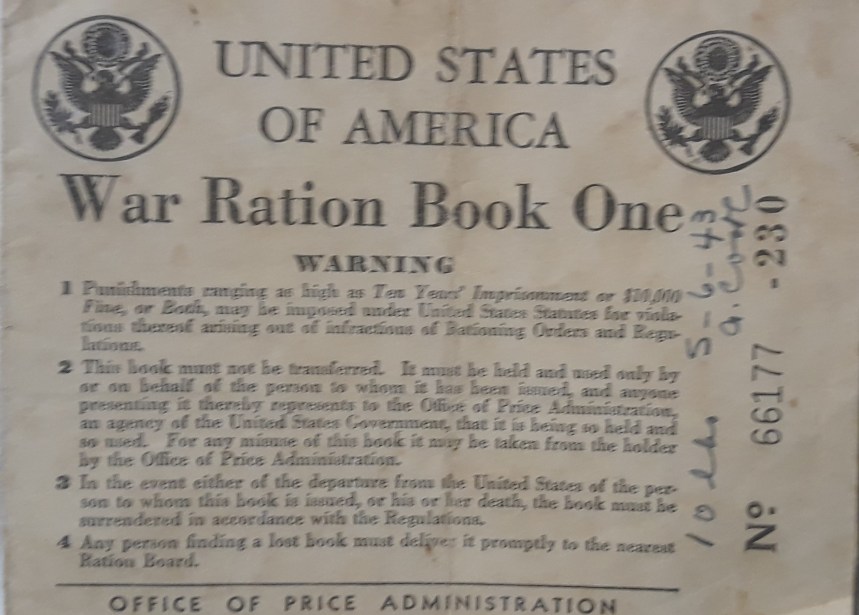 UNITED STATES
OF AMERICA
War Ration Book One
WARNING
1 Punishments ranging as high as Ten Years' Imprisonment or $10,000
Fine, or Both, may be imposed under United States Statutes for viola-
tions thereof arising out of infractions of Rationing Orders and Regu-
lations.
2 This book must not be transferred. It must be held and used only by
or on behalf of the person to whom it has been issued, and anyone
presenting it thereby represents to the Office of Price Administration,
an agency of the United States Government, that it is being so held and
so used. For any misuse of this book it may be taken from the holder
by the Office of Price Administration.
3 In the event either of the departure from the United States of the per-
son to whom this book is issued, or his or her death, the book must be
surrendered in accordance with the Regulations.
4 Any person finding a lost book must deliver it promptly to the nearest
Ration Board.
OFFICE OF PRICE ADMINISTRATION
10 lbs 5-6-43
Nº 66177 -230